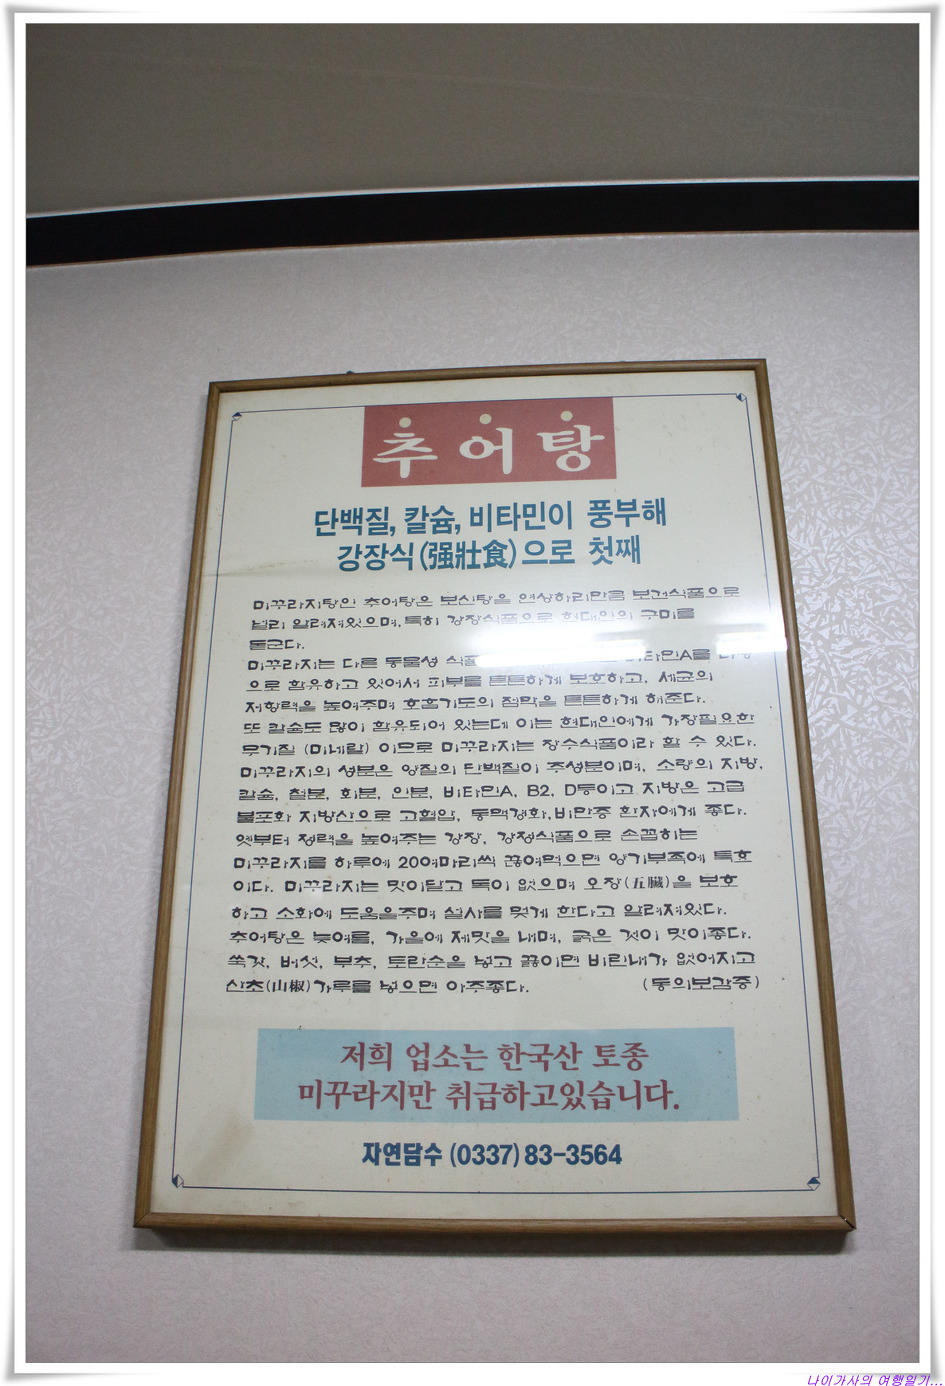 추어탕
단백질, 칼슘, 비타민이 풍부해
강장식(强壯食)으로 첫째
미꾸라지탕인 추어탕은 보신탕을 연상하리만큼 보건식품으로
널리 알려져있으며, 특히 강장식품으로 현대인의 구미를
돋군다.
미꾸라지는 다른 동물성 식품 비타민A를 다량
으로 함유하고 있어서 피부를 튼튼하게 보호하고, 세균의
저항력을 높여주며 호흡기도의 점막을 튼튼하게 해준다.
또 칼슘도 많이 함유되어 있는데 이는 현대인에게 가장필요한
무기질 (미네랄) 이므로 미꾸라지는 장수식품이라 할 수 있다.
미꾸라지의 성분은 양질의 단백질이 주성분이며, 소량의 지방,
칼슘, 철분, 회분, 인분, 비타민A, B2, D등이고 지방은 고급
불포화 지방산으로 고혈압, 동맥경화, 비만증 환자에게 좋다.
옛부터 정력을 높여주는 강장, 강정식품으로 손꼽히는
미꾸라지를 하루에 20여마리씩 끓여먹으면 양기부족에 특효
이다. 미꾸라지는 맛이달고 독이 없으며 오장(五臟)을 보호
하고 소화에 도움을주며 설사를 멎게 한다고 알려져있다.
추어탕은 늦여름, 가을에 제맛을 내며, 굵은 것이 맛이좋다.
쑥갓, 버섯, 부추, 토란순을 넣고 끓이면 비린내가 없어지고
산초(山椒)가루를 넣으면 아주좋다. (동의보감중)
저희 업소는 한국산 토종
미꾸라지만 취급하고있습니다.
자연담수 (0337) 83-3564
나이가사의 여행일기...